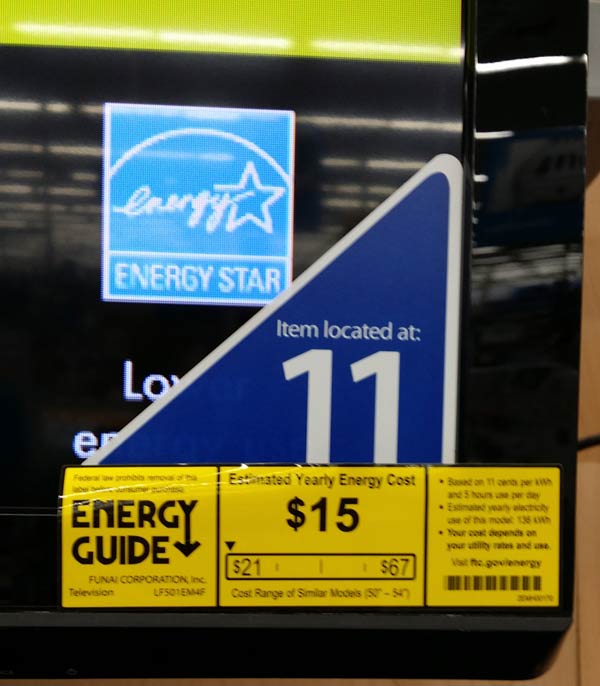 energy
ENERGY STAR
Item located at:
11
Lower
energy
Federal law prohibits removal of this
label before consumer purchase.
ENERGY
GUIDE
FUNAI CORPORATION, Inc.
Television LF501EM4F
Estimated Yearly Energy Cost
$15
$21 $67
Cost Range of Similar Models (50" – 54")
• Based on 11 cents per kWh
and 5 hours use per day
• Estimated yearly electricity
use of this model: 138 kWh
• Your cost depends on
your utility rates and use.
Visit ftc.gov/energy